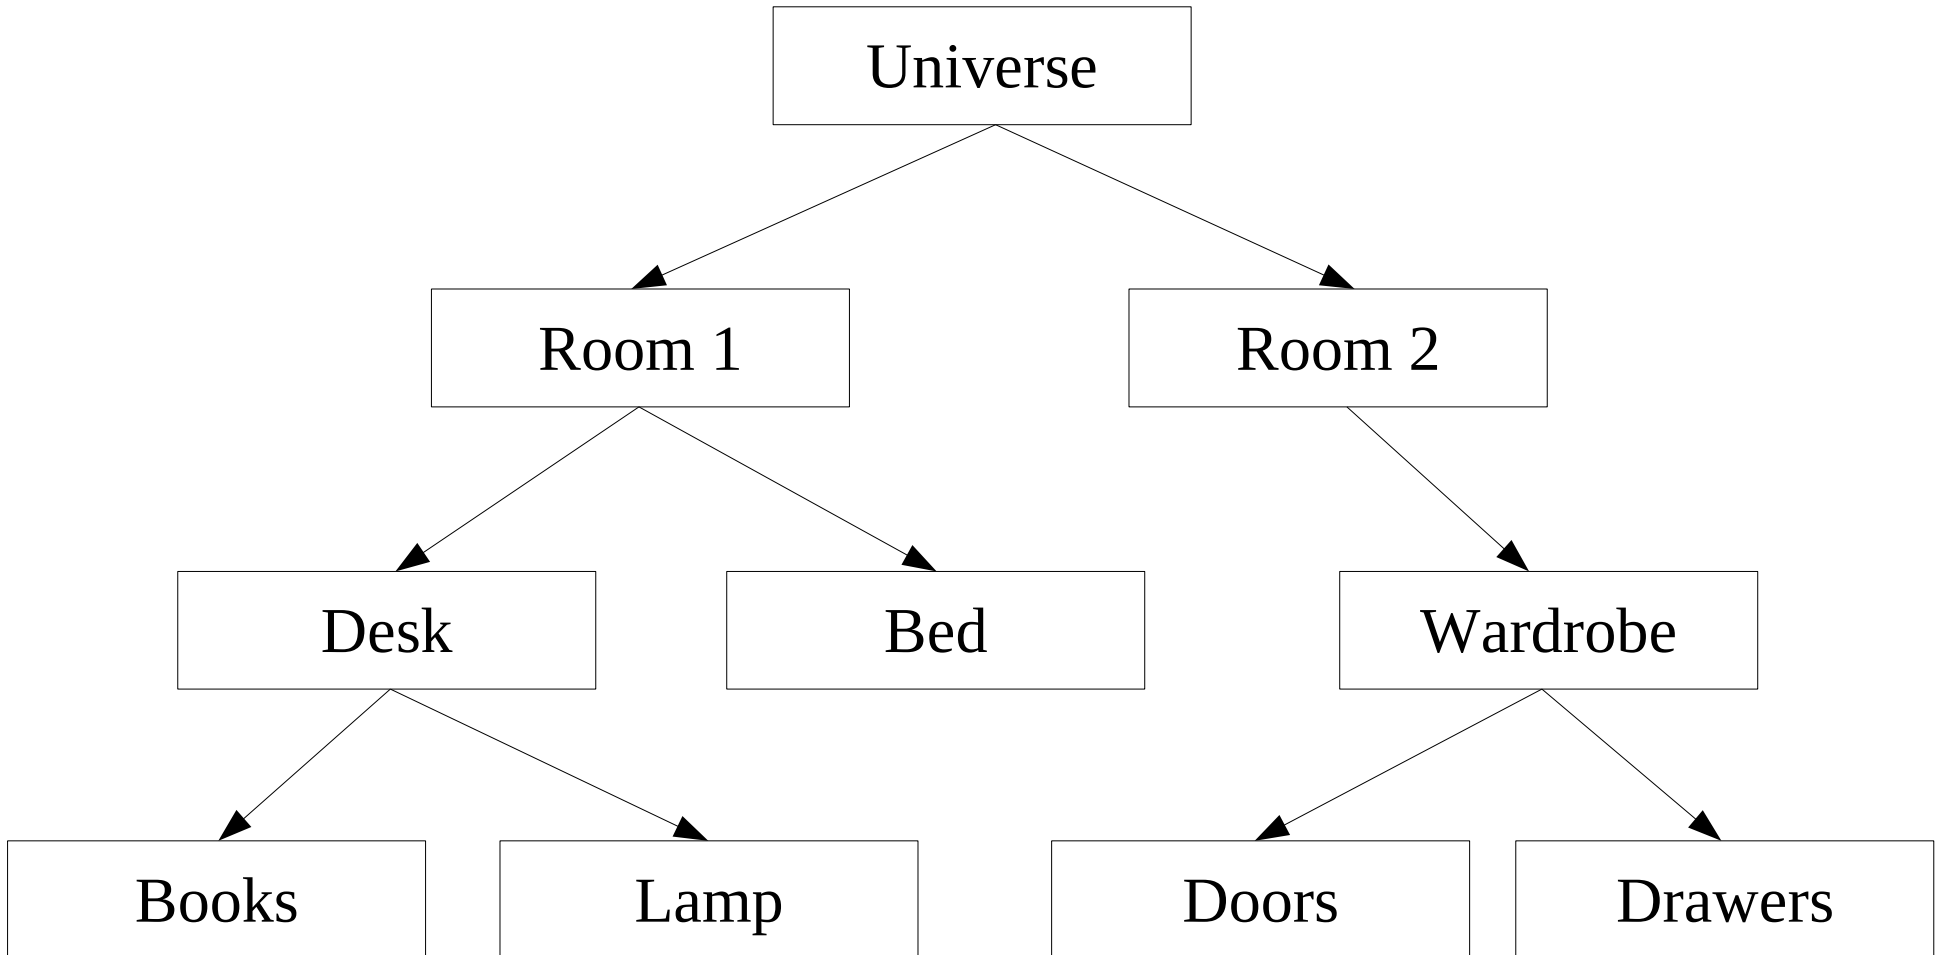 Universe
Room 1
Room 2
Desk
Bed
Wardrobe
Books
Lamp
Doors
Drawers